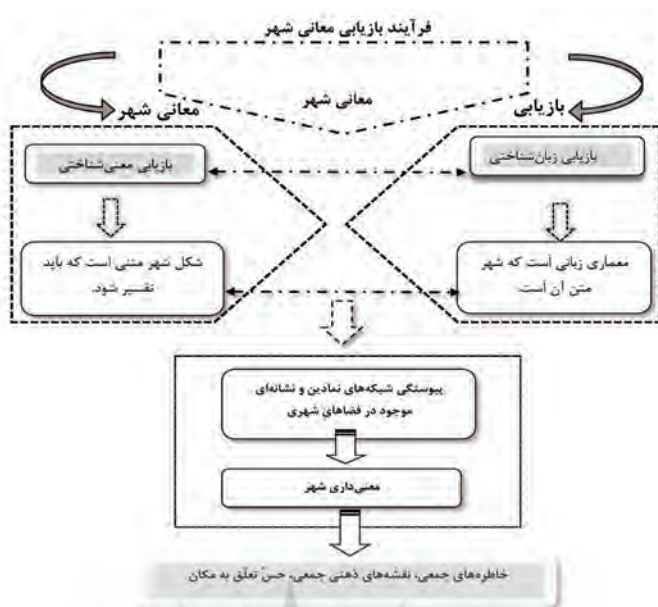 فرآیند بازیابی معانی شهر
معانی شهر
بازیابی
معانی شهر
بازیابی زبان‌شناختی
بازیابی معنی‌شناختی
معماری زبانی است که شهر
متن آن است.
شکل شهر متنی است که باید
تفسیر شود.
پیوستگی شبکه‌های نمادین و نشانه‌ای
موجود در فضاهای شهری
معنی‌داری شهر
خاطره‌های جمعی، نقشه‌های ذهنی جمعی، حسّ تعلّق به مکان